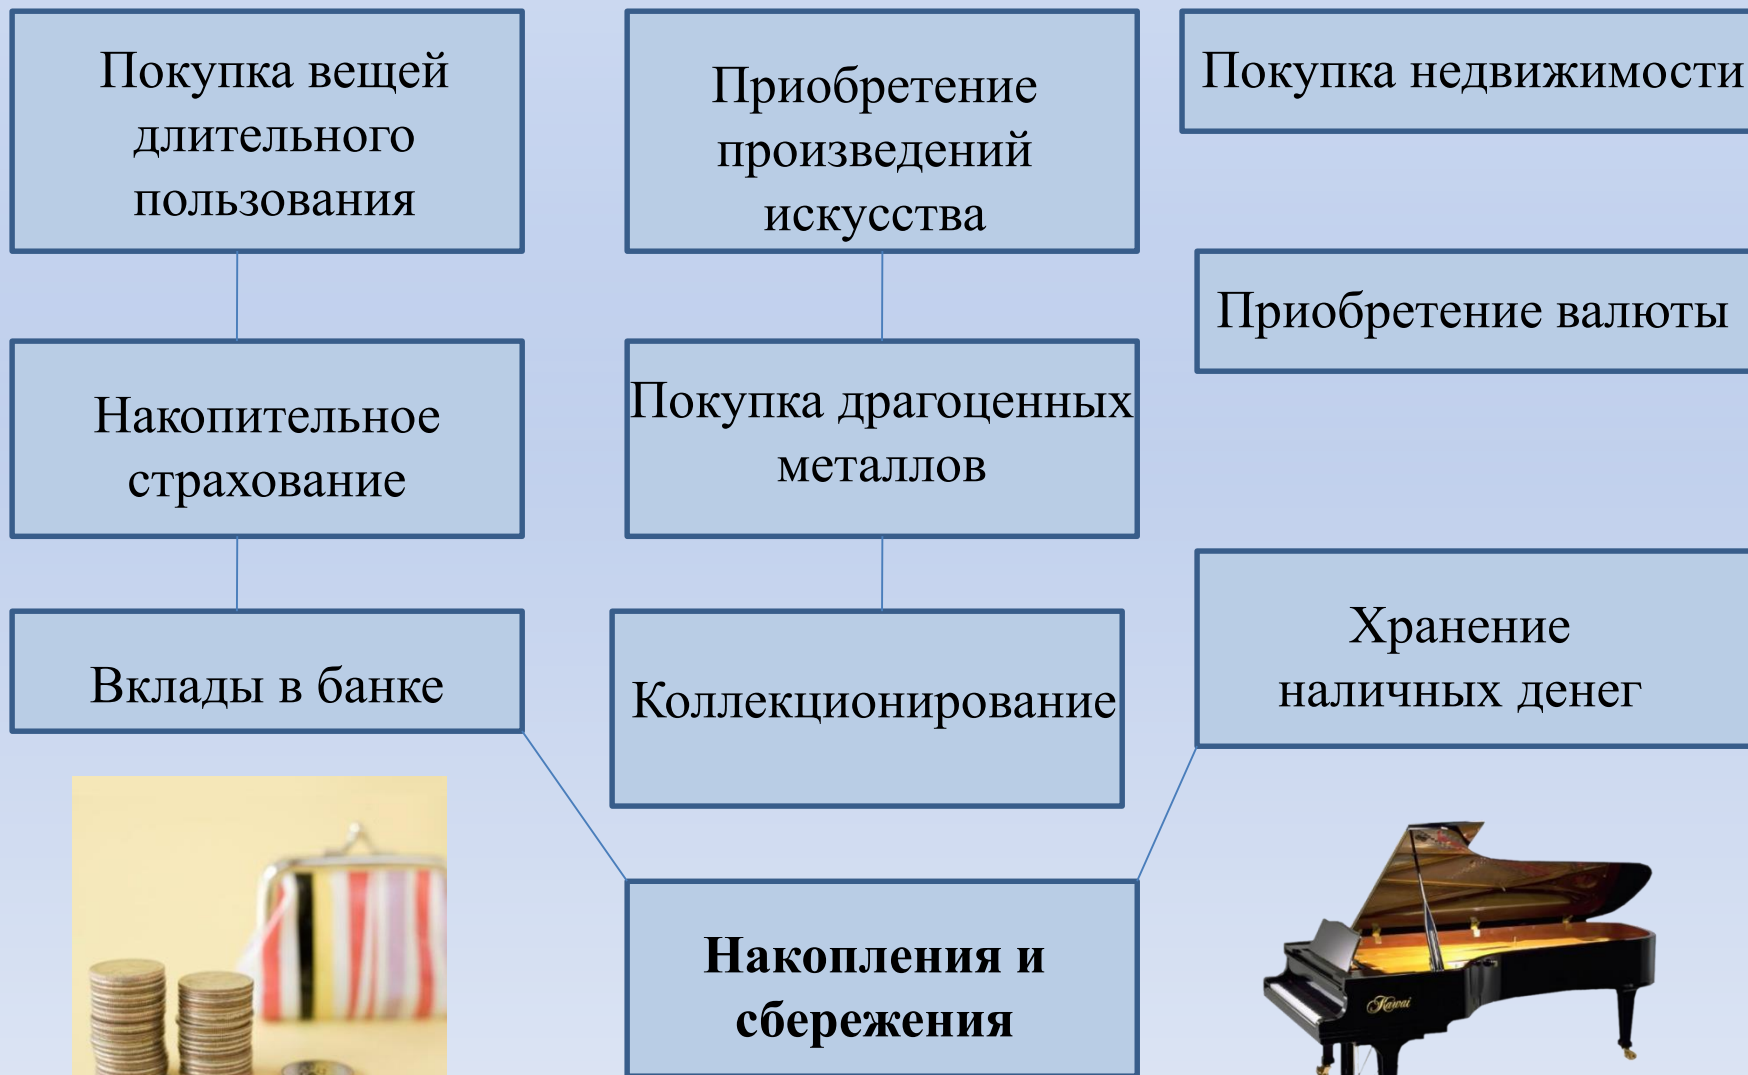 Покупка вещей
длительного
пользования
Приобретение
произведений
искусства
Покупка недвижимости
Приобретение валюты
Накопительное
страхование
Покупка драгоценных
металлов
Вклады в банке
Коллекционирование
Хранение
наличных денег
Накопления и
сбережения
Kawai